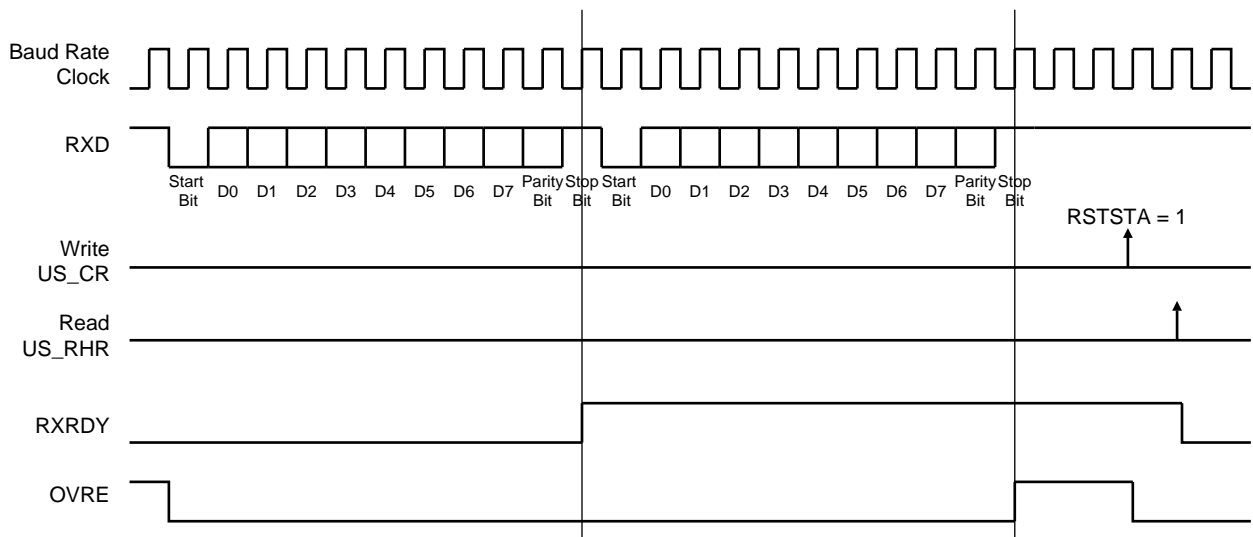 Baud Rate
Clock
RXD
Start
Bit
D0
D1
D2
D3
D4
D5
D6
D7
Parity
Bit
Stop
Bit
Start
Bit
D0
D1
D2
D3
D4
D5
D6
D7
Parity
Bit
Stop
Bit
RSTSTA = 1
Write
US_CR
Read
US_RHR
RXRDY
OVRE